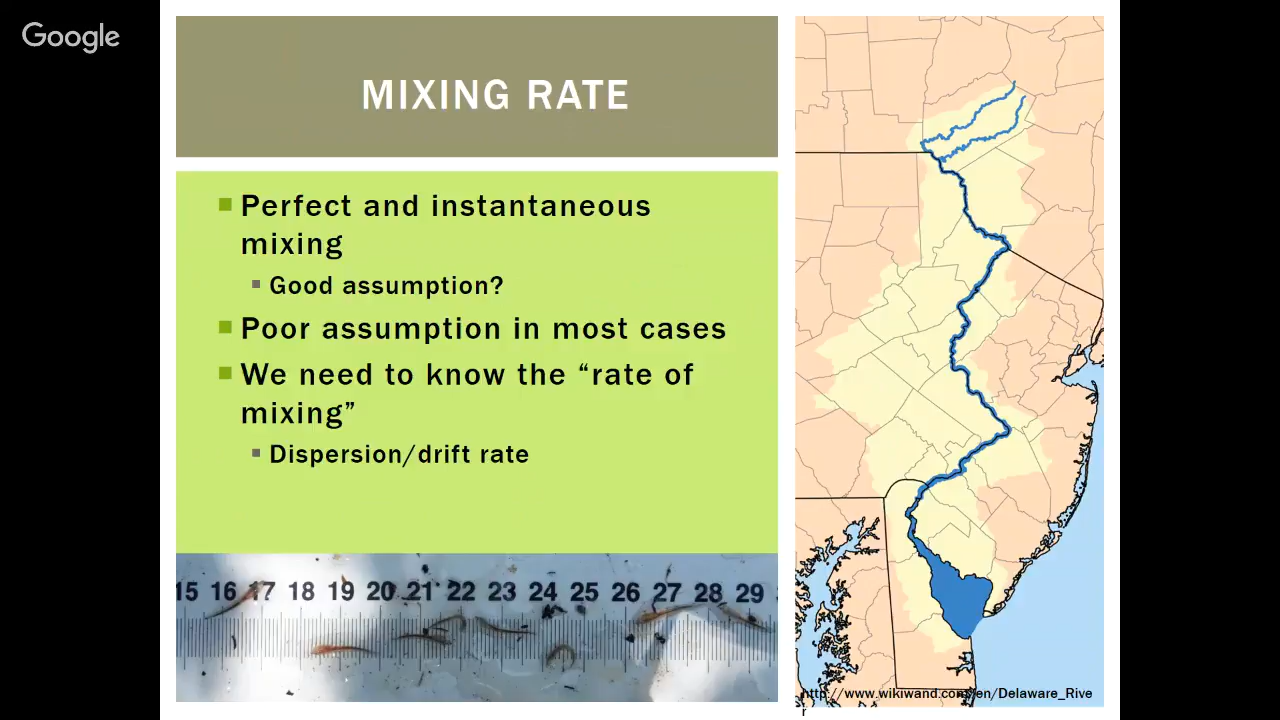 Google
MIXING RATE
Perfect and instantaneous
mixing
Good assumption?
Poor assumption in most cases
We need to know the “rate of
mixing”
Dispersion/drift rate
15 16 17 18 19 20 21 22 23 24 25 26 27 28 29
http://www.wikiwand.com/en/Delaware_Rive
r